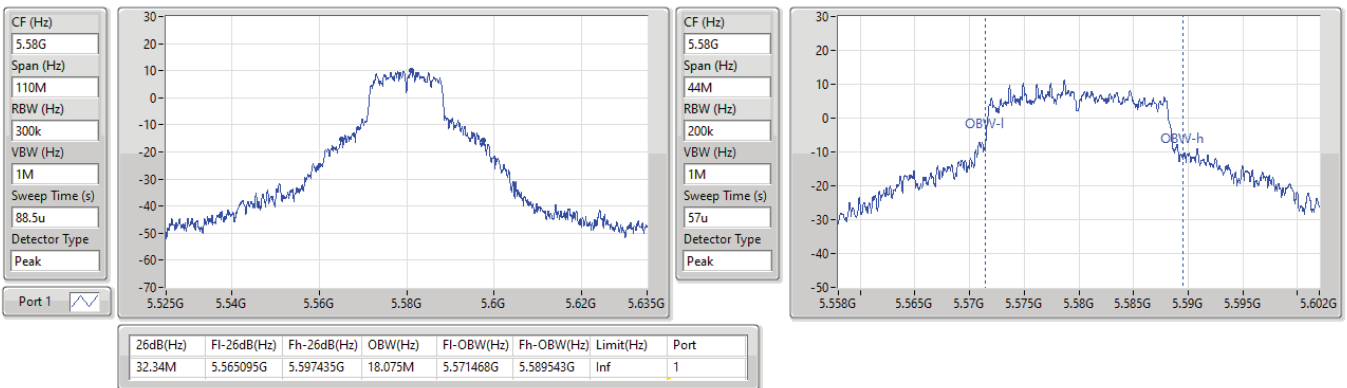 CF (Hz)
5.58G
Span (Hz)
110M
RBW (Hz)
300k
VBW (Hz)
1M
Sweep Time (s)
88.5u
Detector Type
Peak
Port 1
30
20
10
0
-10
-20
-30
-40
-50
-60
-70
5.525G 5.54G 5.56G 5.58G 5.6G 5.62G 5.635G
CF (Hz)
5.58G
Span (Hz)
44M
RBW (Hz)
200k
VBW (Hz)
1M
Sweep Time (s)
57u
Detector Type
Peak
30
20
10
0
-10
-20
-30
-40
-50
OBW-l
OBW-h
5.558G 5.565G 5.57G 5.575G 5.58G 5.585G 5.59G 5.595G 5.602G
26dB(Hz) Fl-26dB(Hz) Fh-26dB(Hz) OBW(Hz) Fl-OBW(Hz) Fh-OBW(Hz) Limit(Hz) Port
32.34M 5.565095G 5.597435G 18.075M 5.571468G 5.589543G Inf 1